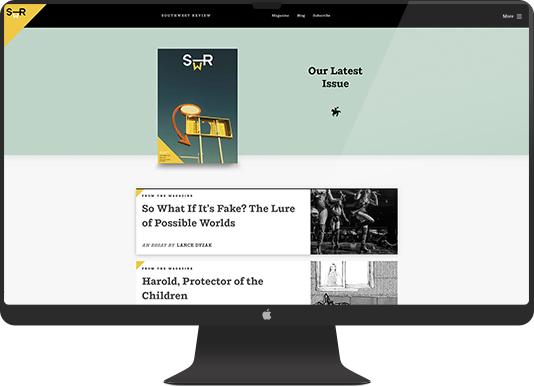 SWR
SOUTHWEST REVIEW
Magazine Blog Subscribe
More
SWR
Our Latest
Issue
FROM THE MAGAZINE
So What If It's Fake? The Lure
of Possible Worlds
AN ESSAY BY LANCE DYZAK
FROM THE MAGAZINE
Harold, Protector of the
Children